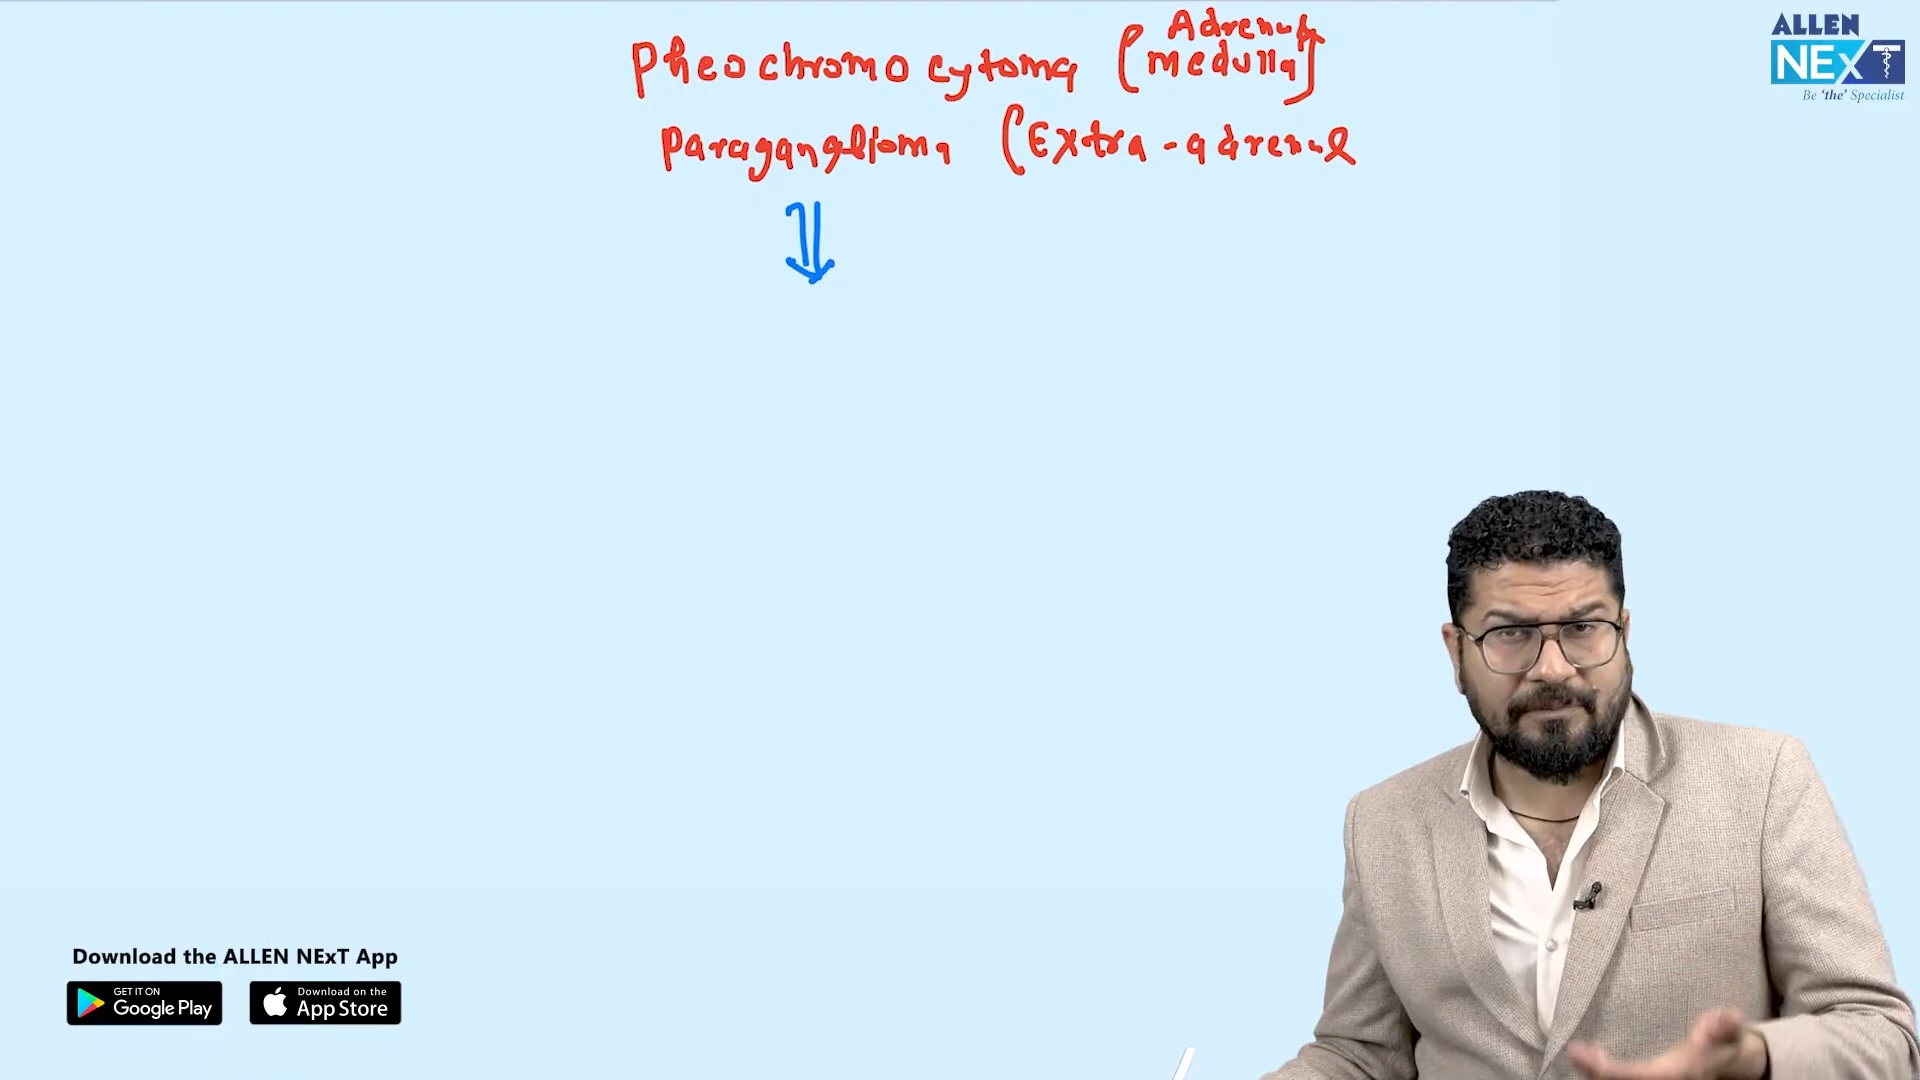 Adrenal
Pheochromocytoma (medulla)
Paraganglioma (Extra-adrenal
ALLEN
NEXT
Be 'the' Specialist
Download the ALLEN NExT App
GET IT ON
Google Play
Download on the
App Store